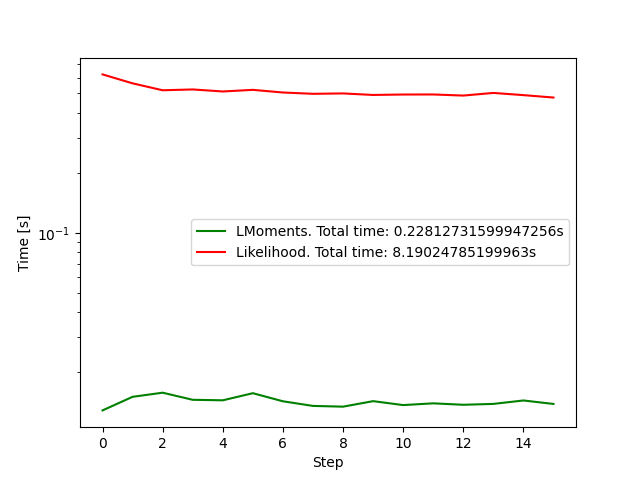 Time [s]
10⁻¹
LMoments. Total time: 0.22812731599947256s
Likelihood. Total time: 8.19024785199963s
0 2 4 6 8 10 12 14
Step